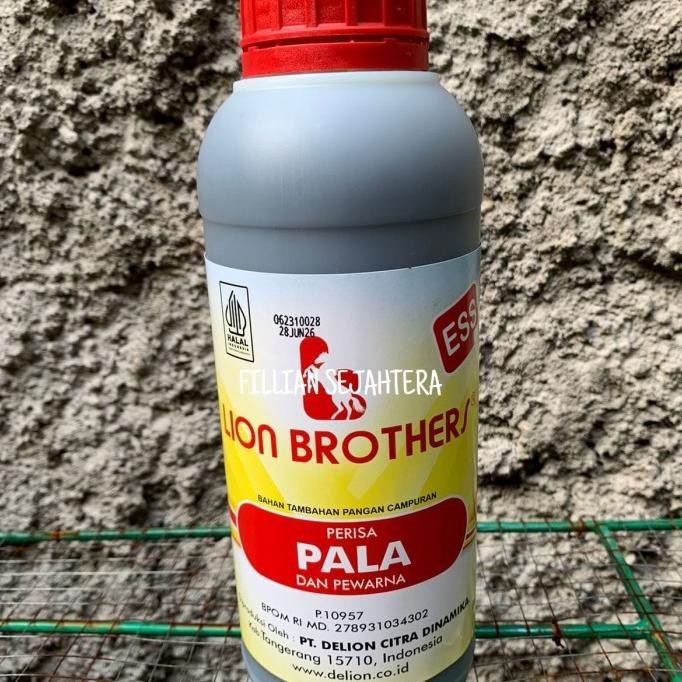 HALAL
INDONESIA
062310028
28JUN26
ESS
FILLIAN SEJAHTERA
LION BROTHERS
BAHAN TAMBAHAN PANGAN CAMPURAN
PERISA
PALA
DAN PEWARNA
P.10957
BPOM RI MD. 278931034302
Oleh : PT. DELION CITRA DINAMIKA
Tangerang 15710, Indonesia
www.delion.co.id